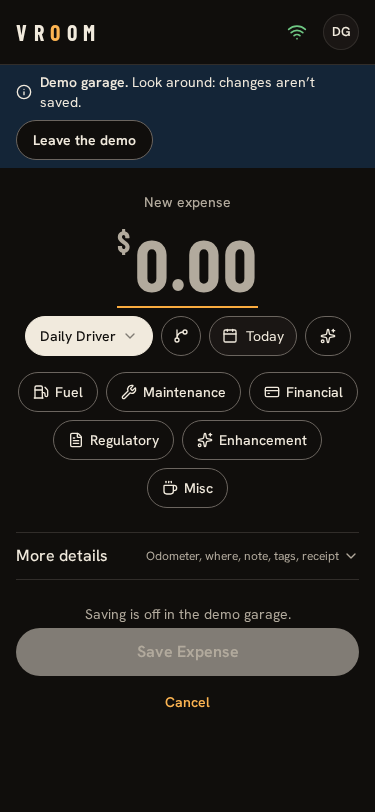 VROOM
DG
Demo garage. Look around: changes aren’t
saved.
Leave the demo
New expense
$0.00
Daily Driver
Today
Fuel
Maintenance
Financial
Regulatory
Enhancement
Misc
More details
Odometer, where, note, tags, receipt
Saving is off in the demo garage.
Save Expense
Cancel